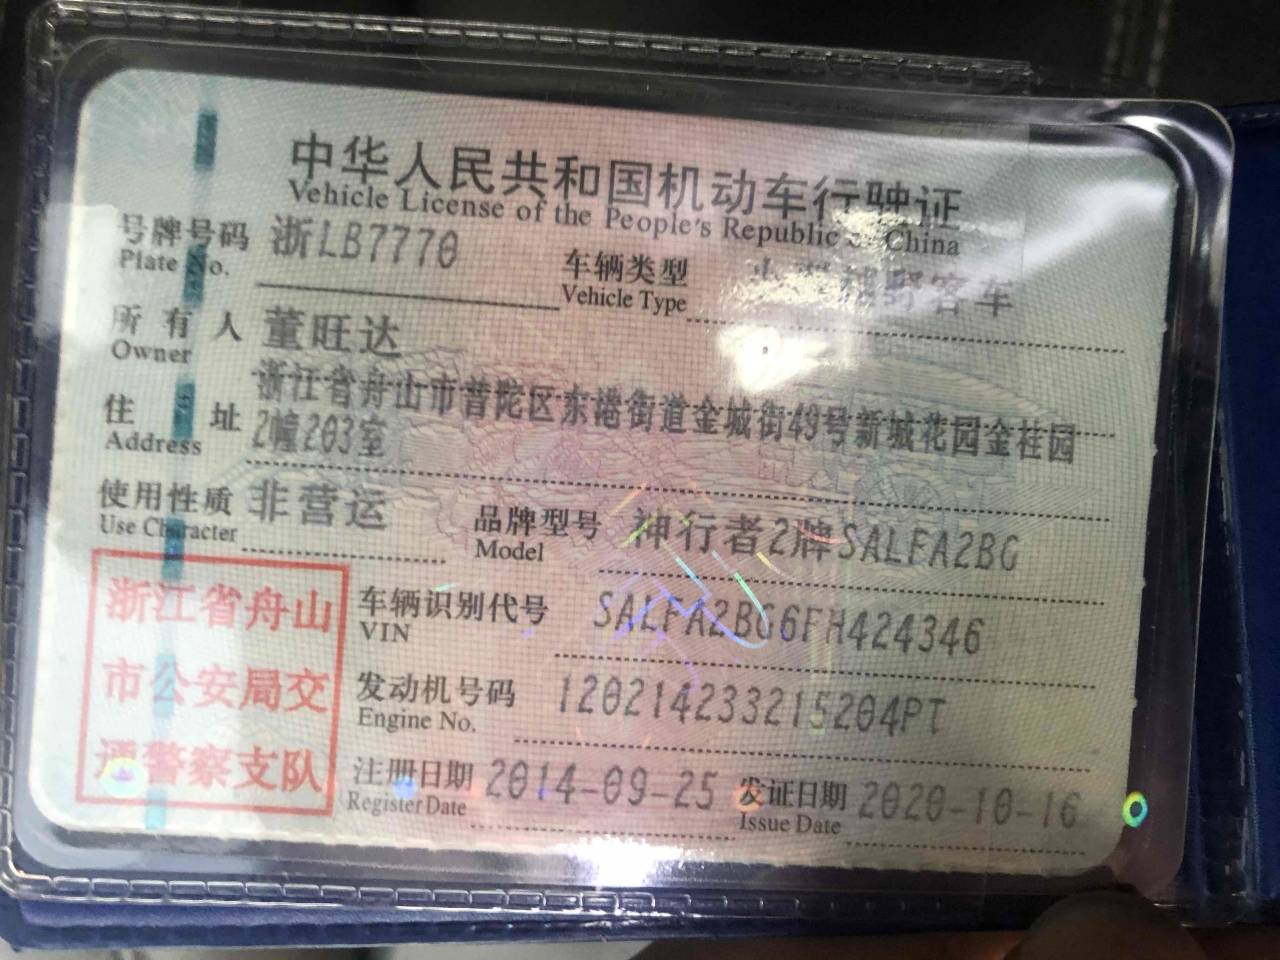 中华人民共和国机动车行驶证
Vehicle License of the People's Republic of China
号牌号码 浙LB7770
Plate No.
车辆类型 越野客车
Vehicle Type
所有人 董旺达
Owner
住址 浙江省舟山市普陀区东港街道金城街49号新城花园金桂园
Address 2幢203室
使用性质 非营运
Use Character
品牌型号 神行者2牌SALFA2BG
Model
浙江省舟山
市公安局交
通警察支队
车辆识别代号 SALFA2BG6FH424346
VIN
发动机号码 120214233215204PT
Engine No.
注册日期 2014-09-25 发证日期 2020-10-16
Register Date Issue Date